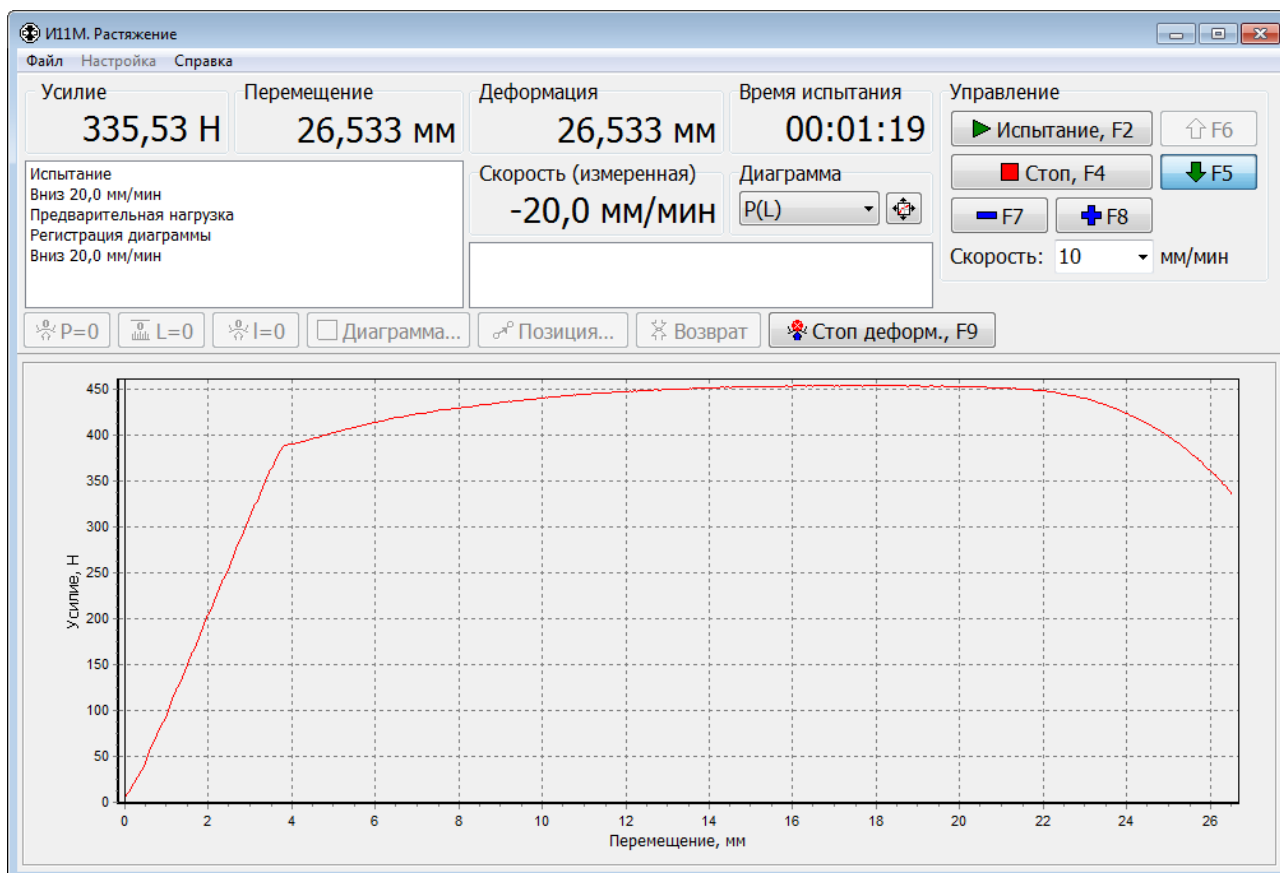 И11М. Растяжение
Файл Настройка Справка
Усилие
335,53 Н
Перемещение
26,533 мм
Деформация
26,533 мм
Время испытания
00:01:19
Управление
Испытание, F2
F6
Стоп, F4
F5
F7
F8
Скорость: 10 мм/мин
Испытание
Вниз 20,0 мм/мин
Предварительная нагрузка
Регистрация диаграммы
Вниз 20,0 мм/мин
Скорость (измеренная)
-20,0 мм/мин
Диаграмма
P(L)
P=0
L=0
l=0
Диаграмма...
Позиция...
Возврат
Стоп деформ., F9
Усилие, Н
450
400
350
300
250
200
150
100
50
0
0 2 4 6 8 10 12 14 16 18 20 22 24 26
Перемещение, мм